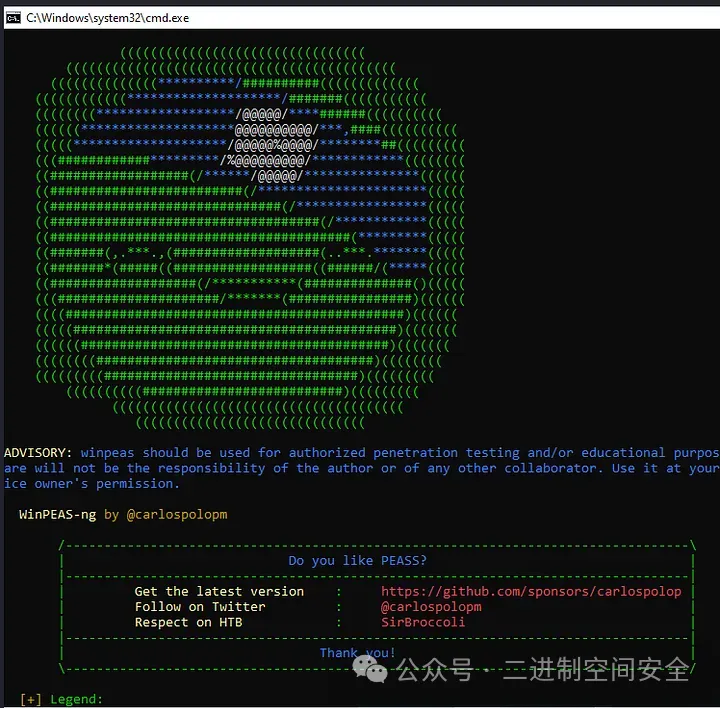 C:\Windows\system32\cmd.exe
ADVISORY: winpeas should be used for authorized penetration testing and/or educational purpos
are will not be the responsibility of the author or of any other collaborator. Use it at your
ice owner's permission.
WinPEAS-ng by @carlospolopm
Do you like PEASS?
Get the latest version : https://github.com/sponsors/carlospolop
Follow on Twitter : @carlospolopm
Respect on HTB : SirBroccoli
Thank you!
公众号 · 二进制空间安全
[+] Legend: